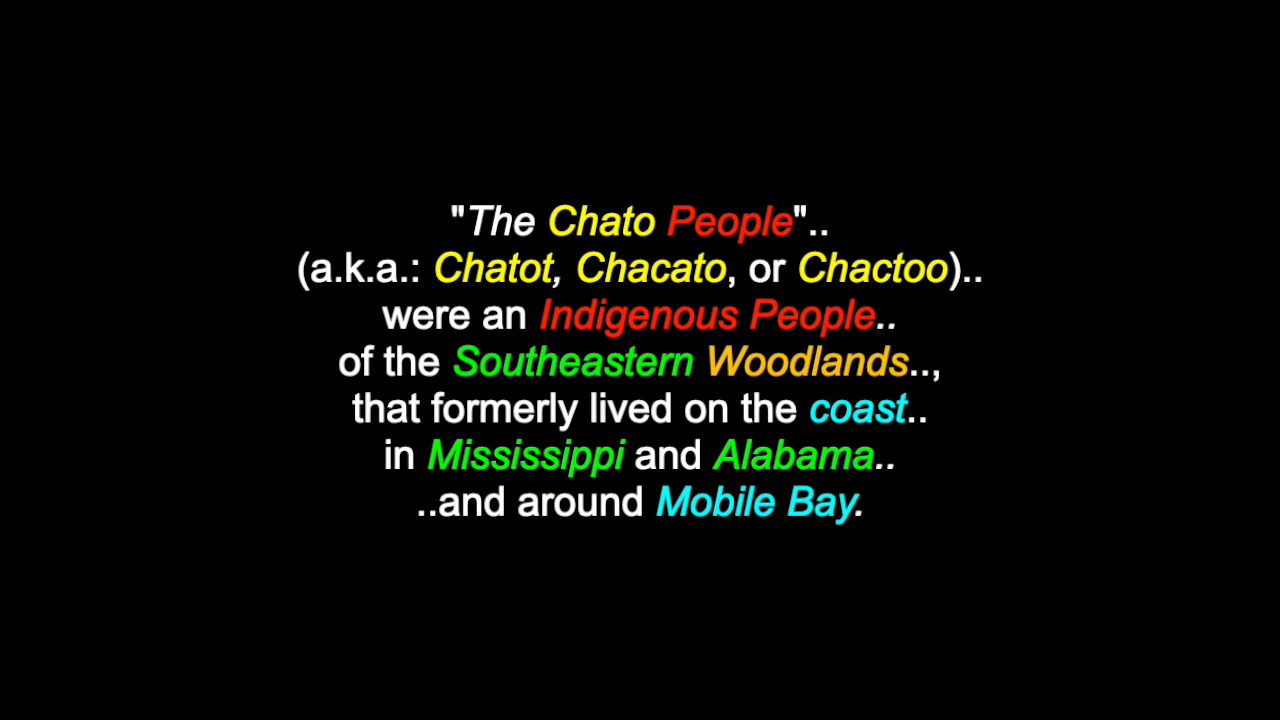 "The Chato People"..
(a.k.a.: Chatot, Chacato, or Chactoo)..
were an Indigenous People..
of the Southeastern Woodlands..,
that formerly lived on the coast..
in Mississippi and Alabama..
..and around Mobile Bay.